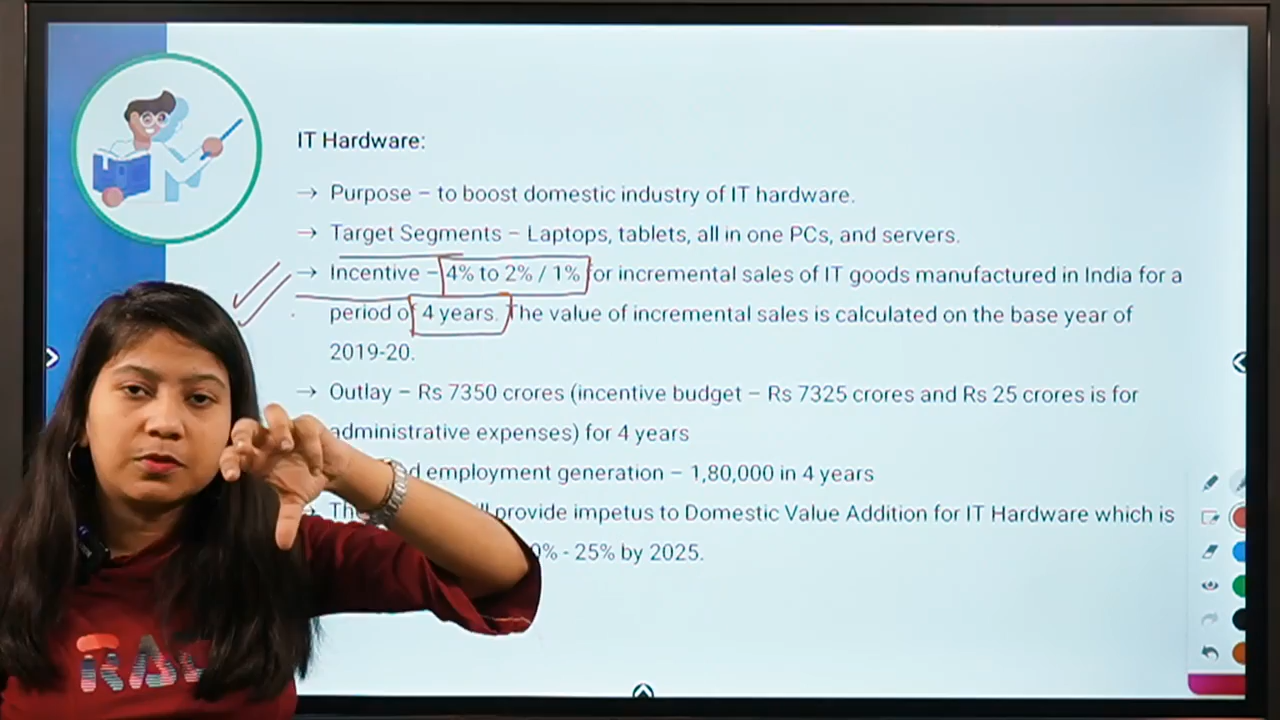 IT Hardware:
→ Purpose – to boost domestic industry of IT hardware.
→ Target Segments – Laptops, tablets, all in one PCs, and servers.
→ Incentive – 4% to 2% / 1% for incremental sales of IT goods manufactured in India for a
period of 4 years. The value of incremental sales is calculated on the base year of
2019-20.
→ Outlay – Rs 7350 crores (incentive budget – Rs 7325 crores and Rs 25 crores is for
administrative expenses) for 4 years
employment generation – 1,80,000 in 4 years
provide impetus to Domestic Value Addition for IT Hardware which is
- 25% by 2025.